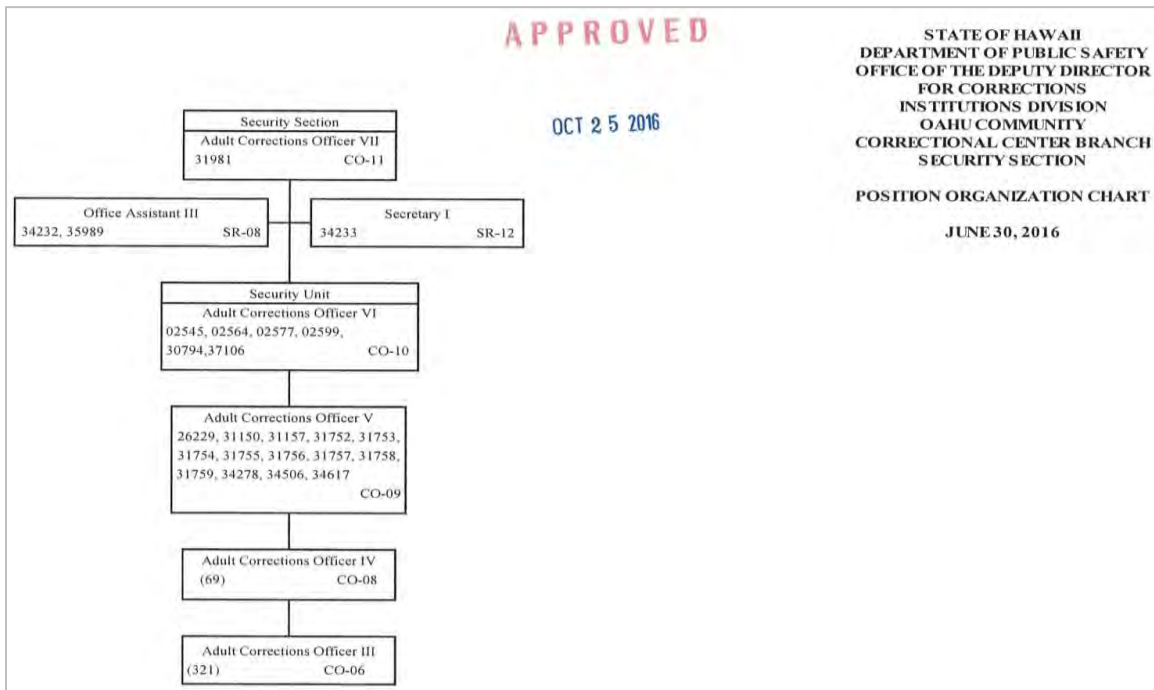 APPROVED
OCT 25 2016
STATE OF HAWAII
DEPARTMENT OF PUBLIC SAFETY
OFFICE OF THE DEPUTY DIRECTOR
FOR CORRECTIONS
INSTITUTIONS DIVISION
OAHU COMMUNITY
CORRECTIONAL CENTER BRANCH
SECURITY SECTION
POSITION ORGANIZATION CHART
JUNE 30, 2016
Security Section
Adult Corrections Officer VII
31981 CO-11
Office Assistant III
34232, 35989 SR-08
Secretary I
34233 SR-12
Security Unit
Adult Corrections Officer VI
02545, 02564, 02577, 02599,
30794,37106 CO-10
Adult Corrections Officer V
26229, 31150, 31157, 31752, 31753,
31754, 31755, 31756, 31757, 31758,
31759, 34278, 34506, 34617
CO-09
Adult Corrections Officer IV
(69) CO-08
Adult Corrections Officer III
(321) CO-06